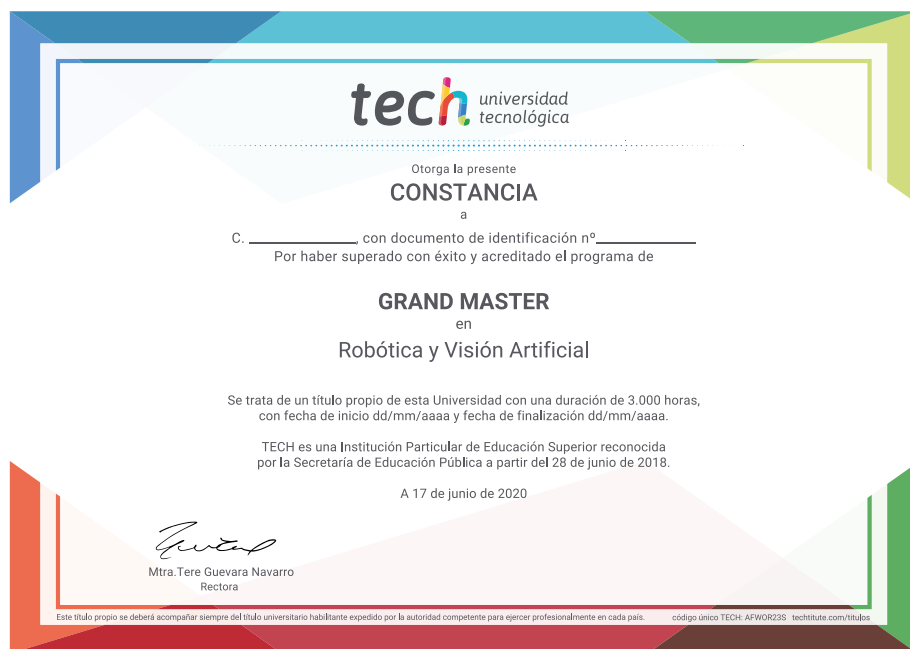 tech universidad
tecnológica
Otorga la presente
CONSTANCIA
a
C. ____________, con documento de identificación nº____________
Por haber superado con éxito y acreditado el programa de
GRAND MASTER
en
Robótica y Visión Artificial
Se trata de un título propio de esta Universidad con una duración de 3.000 horas,
con fecha de inicio dd/mm/aaaa y fecha de finalización dd/mm/aaaa.
TECH es una Institución Particular de Educación Superior reconocida
por la Secretaría de Educación Pública a partir del 28 de junio de 2018.
A 17 de junio de 2020
Mtra.Tere Guevara Navarro
Rectora
Este título propio se deberá acompañar siempre del título universitario habilitante expedido por la autoridad competente para ejercer profesionalmente en cada país. código único TECH: AFWOR23S techtitute.com/titulos